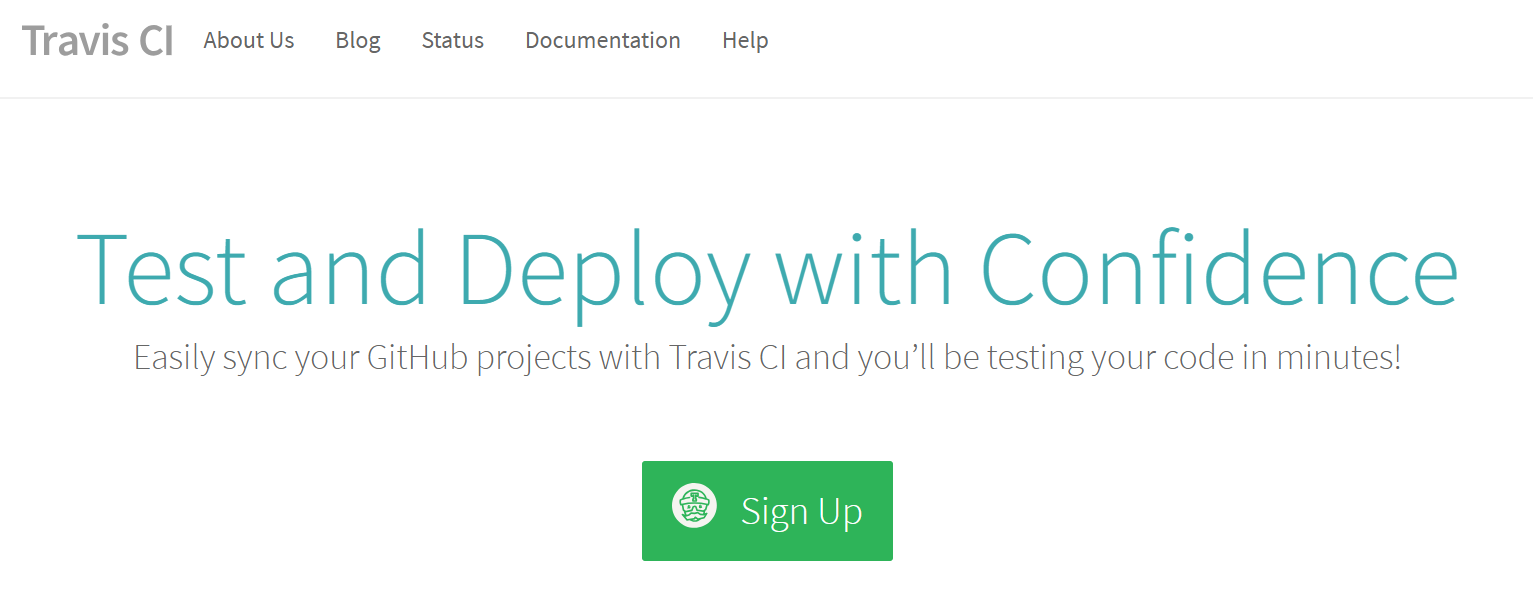 Travis CI About Us Blog Status Documentation Help
Test and Deploy with Confidence
Easily sync your GitHub projects with Travis CI and you’ll be testing your code in minutes!
Sign Up